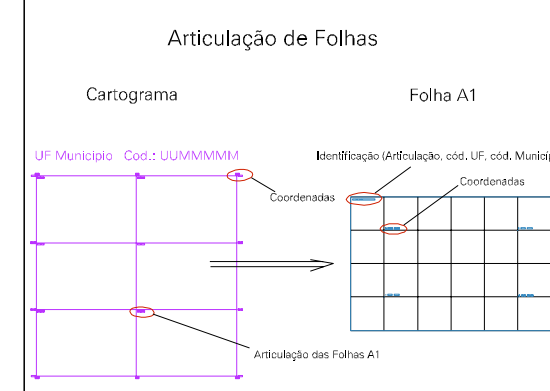 Articulação de Folhas
Cartograma
Folha A1
UF Municipio Cod.: UUMMMMM
Identificação (Articulação, cód. UF, cód. Municíp
Coordenadas
Coordenadas
Articulação das Folhas A1